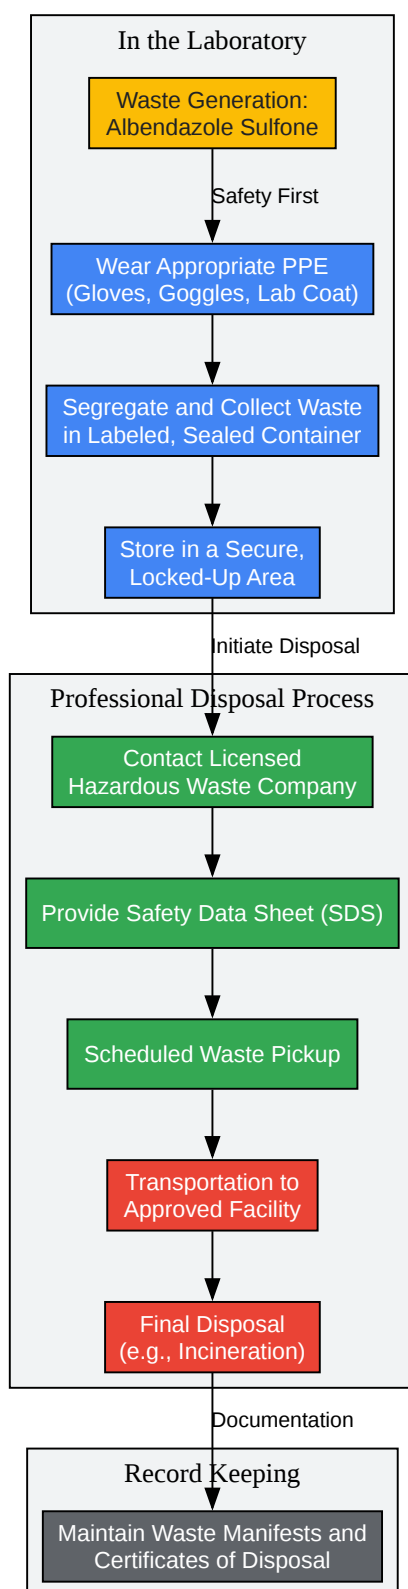 In the Laboratory
Waste Generation:
Albendazole Sulfone
Safety First
Wear Appropriate PPE
(Gloves, Goggles, Lab Coat)
Segregate and Collect Waste
in Labeled, Sealed Container
Store in a Secure,
Locked-Up Area
Initiate Disposal
Professional Disposal Process
Contact Licensed
Hazardous Waste Company
Provide Safety Data Sheet (SDS)
Scheduled Waste Pickup
Transportation to
Approved Facility
Final Disposal
(e.g., Incineration)
Documentation
Record Keeping
Maintain Waste Manifests and
Certificates of Disposal